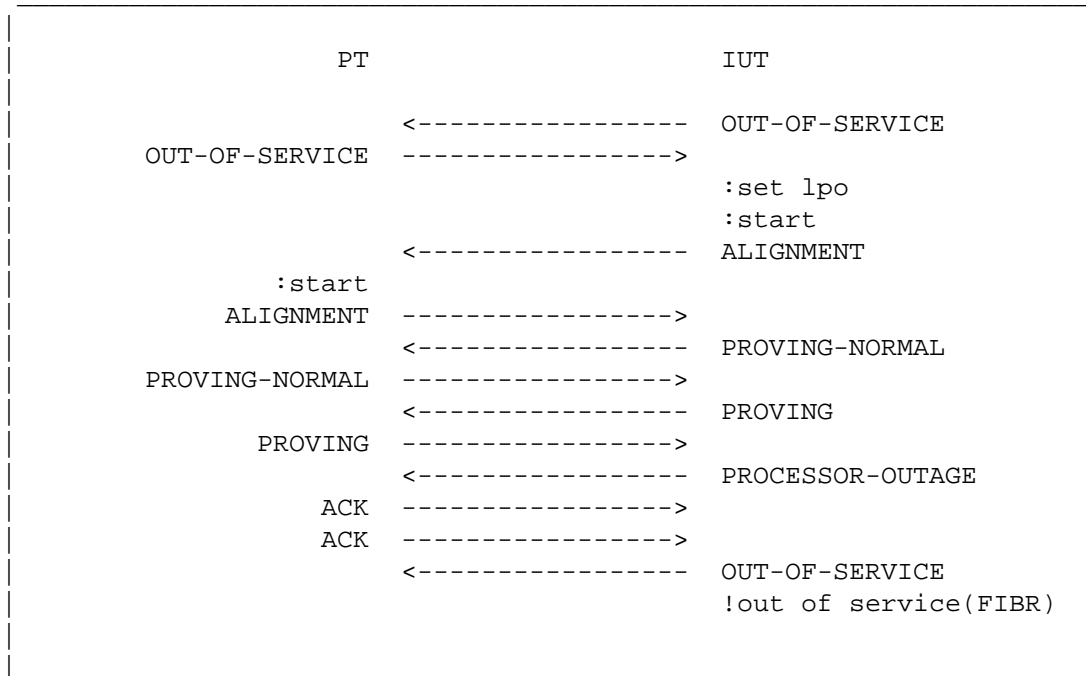 PT IUT
<----------------- OUT-OF-SERVICE
OUT-OF-SERVICE ----------------->
:set lpo
:start
<----------------- ALIGNMENT
:start
ALIGNMENT ----------------->
<----------------- PROVING-NORMAL
PROVING-NORMAL ----------------->
<----------------- PROVING
PROVING ----------------->
<----------------- PROCESSOR-OUTAGE
ACK ----------------->
ACK ----------------->
<----------------- OUT-OF-SERVICE
!out of service(FIBR)